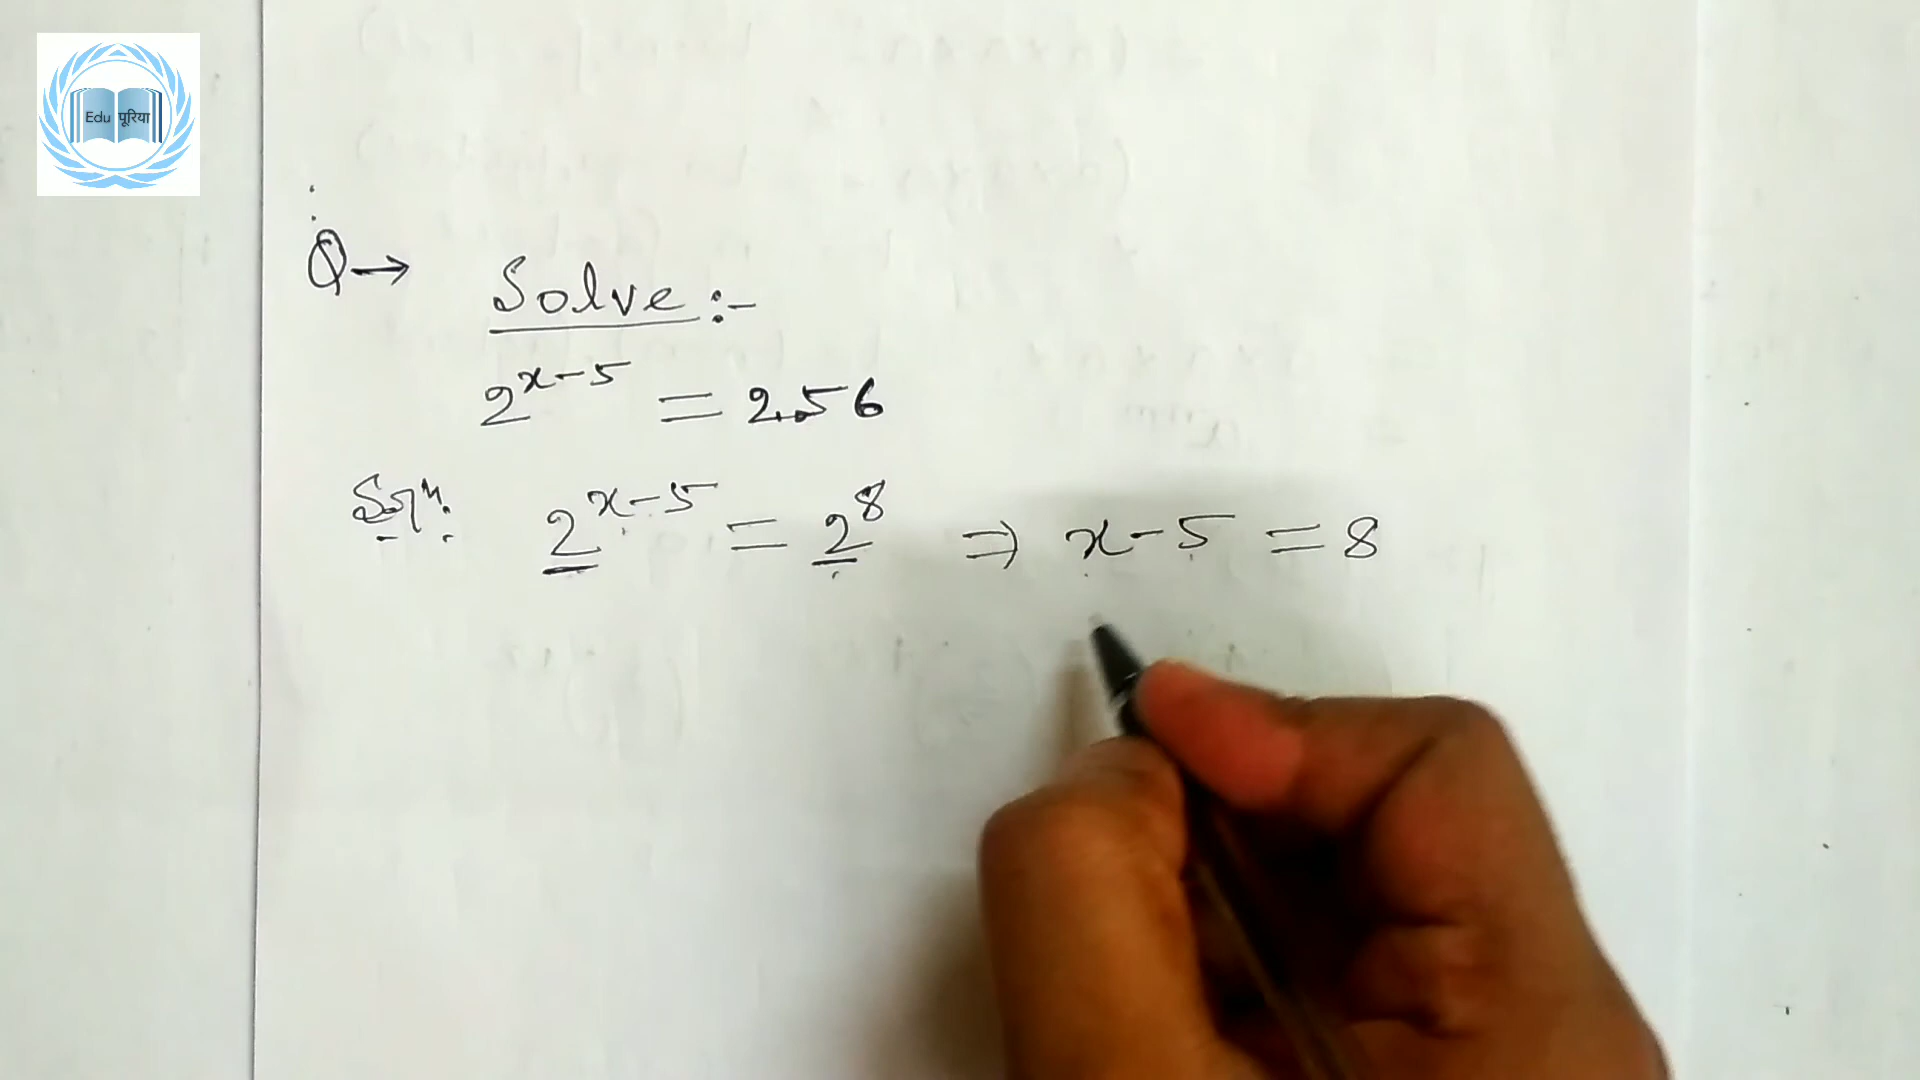 Edu पूरिया
Q→ Solve :-
2^{x-5} = 256
Solⁿ: 2^{x-5} = 2^8 ⇒ x-5 = 8